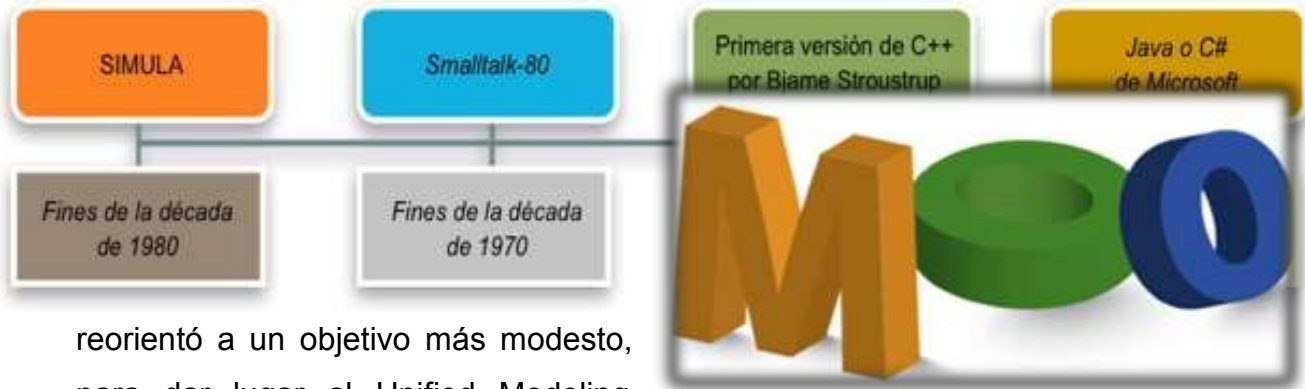 SIMULA
Smalltalk-80
Primera versión de C++
por Bjame Stroustrup
Java o C#
de Microsoft
Fines de la década
de 1980
Fines de la década
de 1970
MOO
reorientó a un objetivo más modesto,
para dar lugar al Unified Modeling